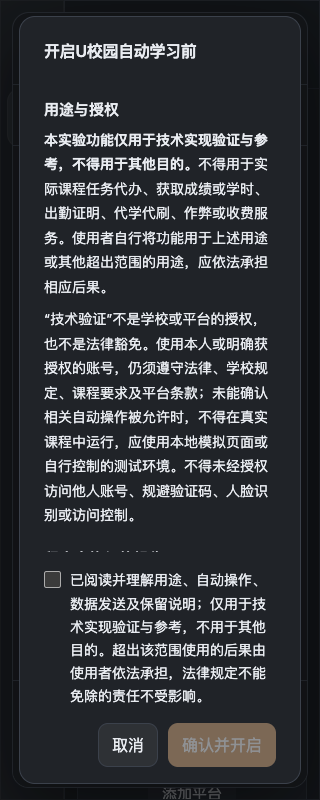 开启U校园自动学习前
用途与授权
本实验功能仅用于技术实现验证与参
考，不得用于其他目的。不得用于实
际课程任务代办、获取成绩或学时、
出勤证明、代学代刷、作弊或收费服
务。使用者自行将功能用于上述用途
或其他超出范围的用途，应依法承担
相应后果。
“技术验证”不是学校或平台的授权，
也不是法律豁免。使用本人或明确获
授权的账号，仍须遵守法律、学校规
定、课程要求及平台条款；未能确认
相关自动操作被允许时，不得在真实
课程中运行，应使用本地模拟页面或
自行控制的测试环境。不得未经授权
访问他人账号、规避验证码、人脸识
别或访问控制。
已阅读并理解用途、自动操作、
数据发送及保留说明；仅用于技
术实现验证与参考，不用于其他
目的。超出该范围使用的后果由
使用者依法承担，法律规定不能
免除的责任不受影响。
取消
确认并开启
添加平台